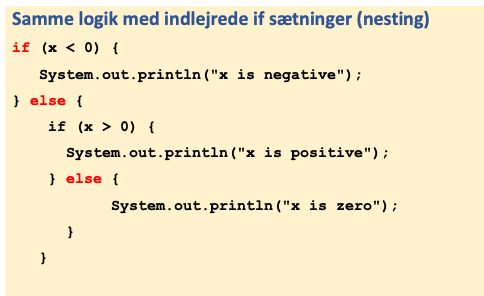 Samme logik med indlejrede if sætninger (nesting)
if (x < 0) {
   System.out.println("x is negative");
} else {
    if (x > 0) {
      System.out.println("x is positive");
    } else {
           System.out.println("x is zero");
      }
   }